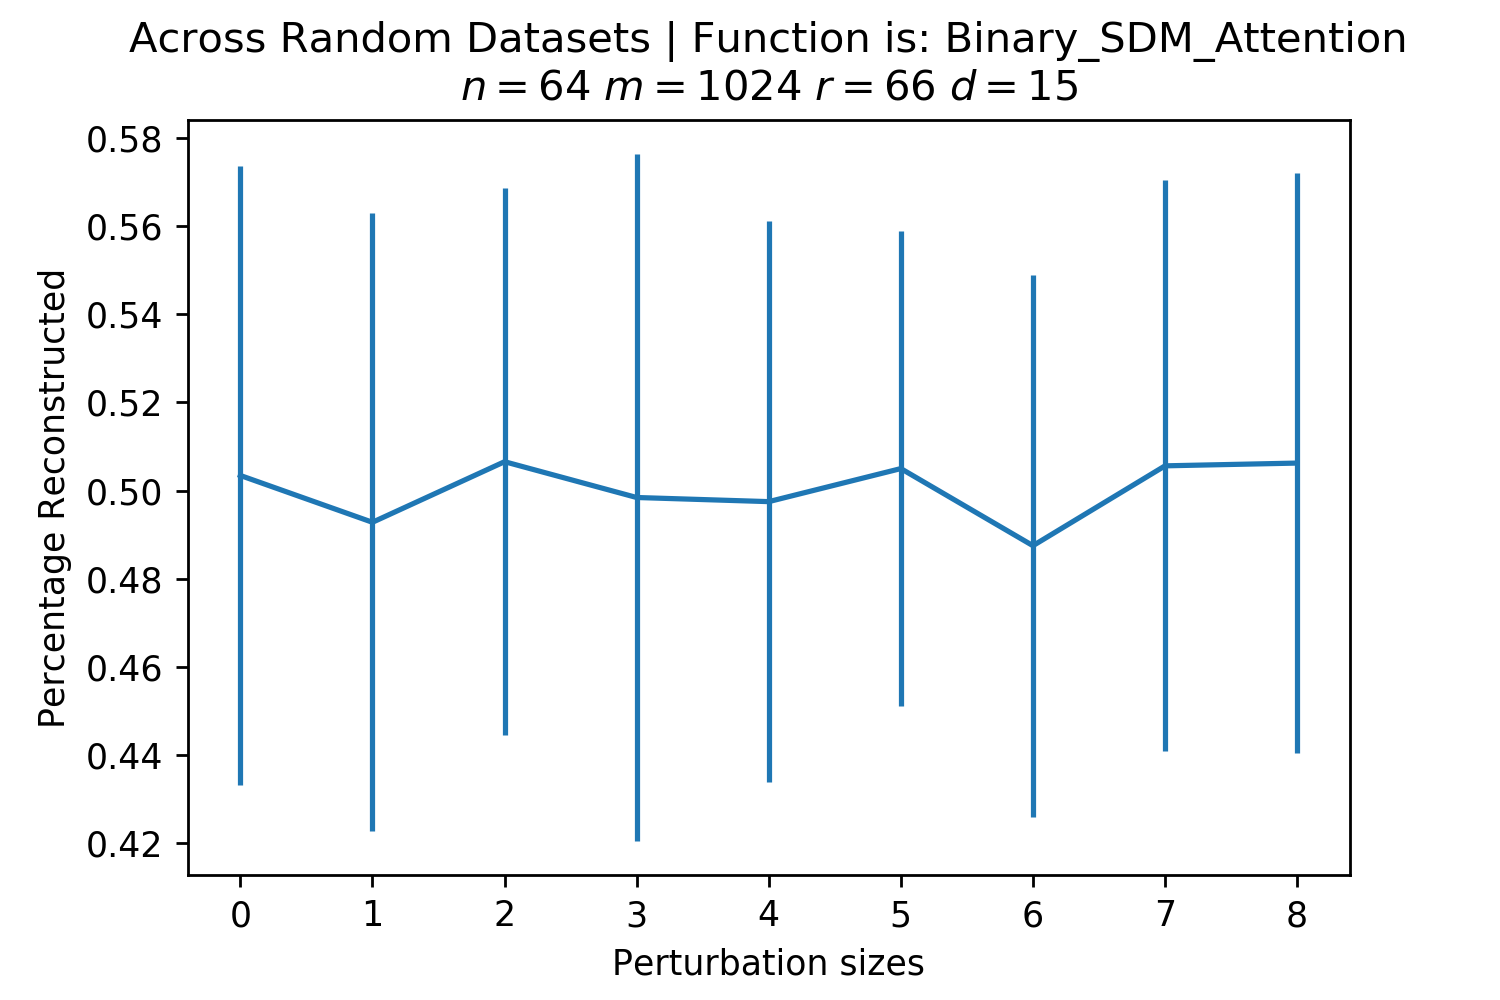 Across Random Datasets | Function is: Binary_SDM_Attention
n = 64 m = 1024 r = 66 d = 15
0.58
0.56
0.54
0.52
0.50
0.48
0.46
0.44
0.42
Percentage Reconstructed
0 1 2 3 4 5 6 7 8
Perturbation sizes